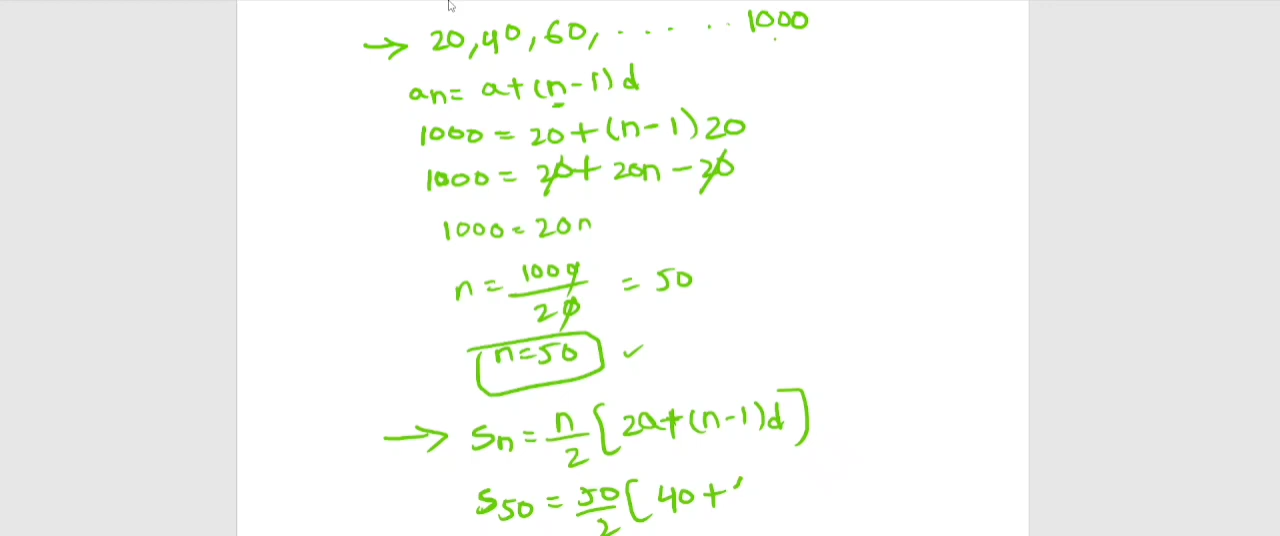 → 20, 40, 60, ...... 1000
an = a+(n-1)d
1000 = 20+(n-1)20
1000 = 20+ 20n - 20
1000 = 20n
n = 1000/20 = 50
n=50 ✓
→ Sn = n/2 [2a+(n-1)d]
S50 = 50/2 [40+